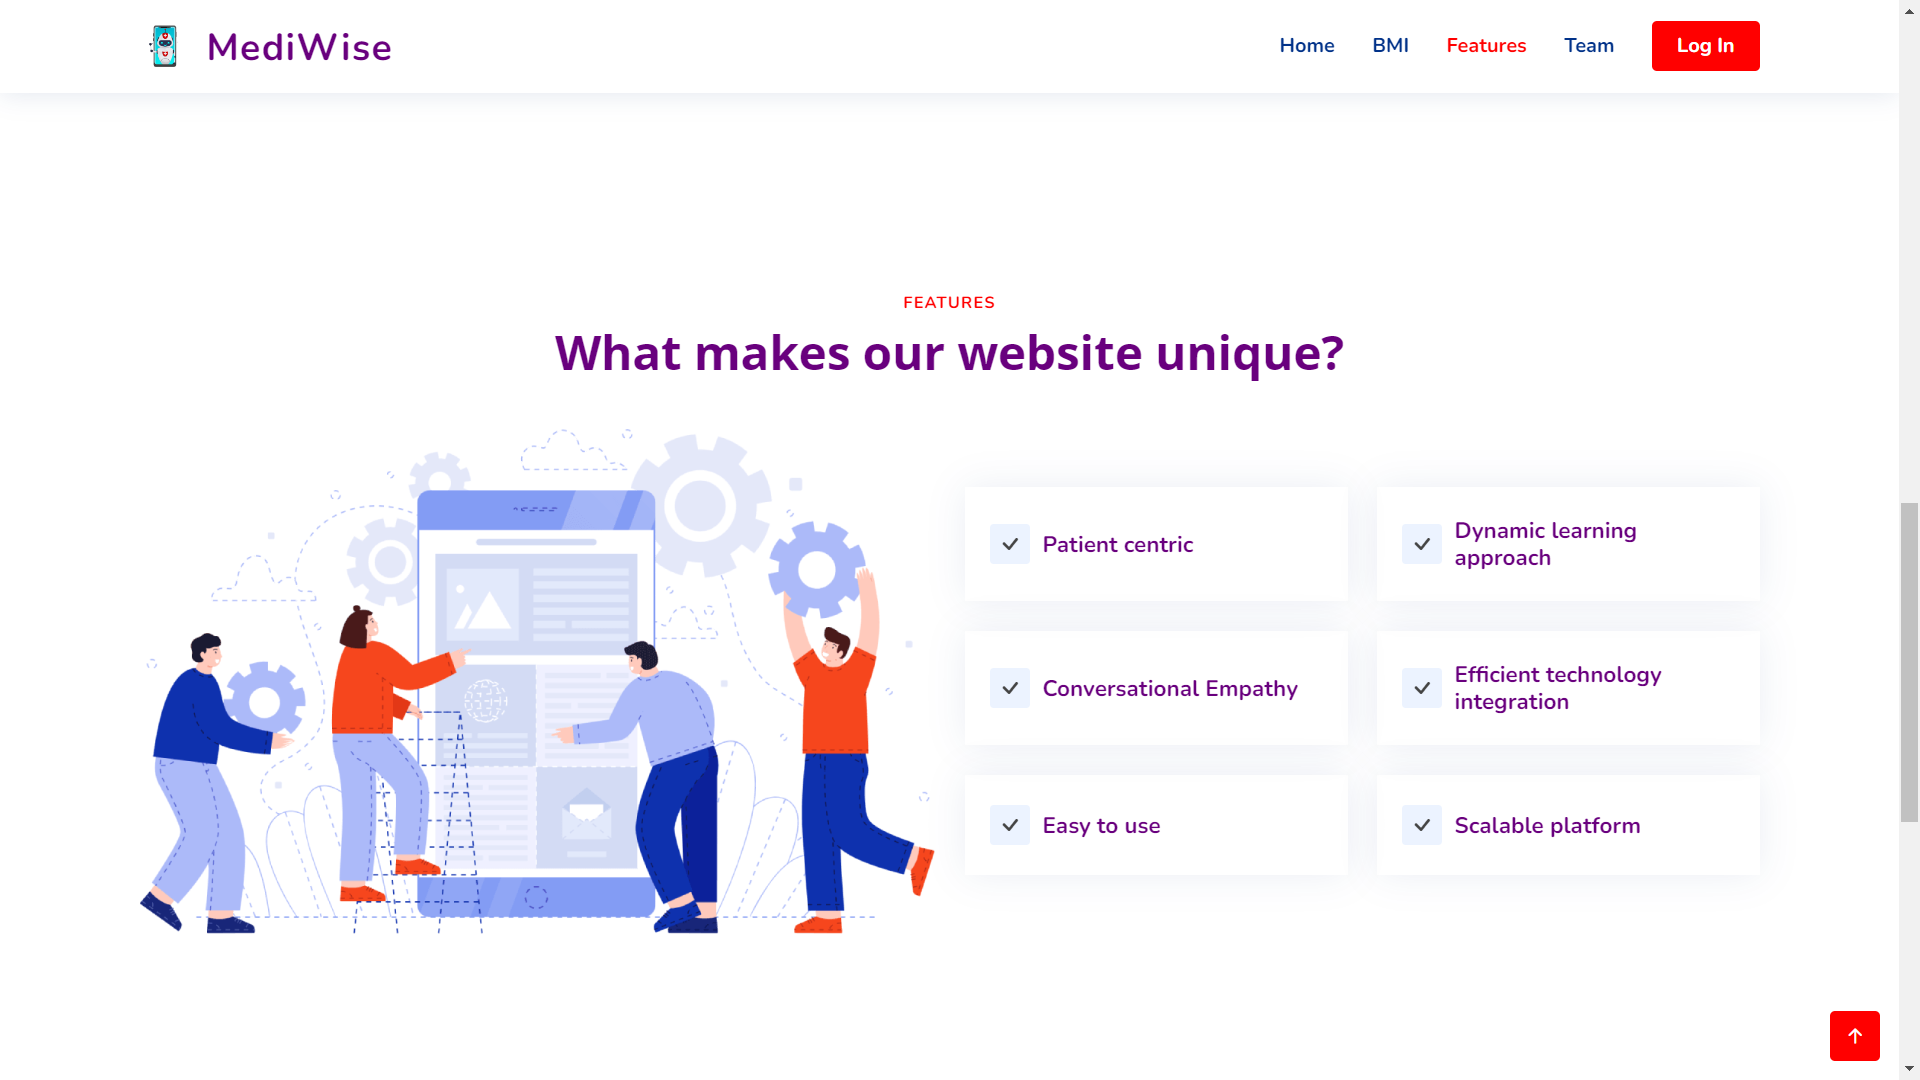 MediWise
Home BMI Features Team Log In
FEATURES
What makes our website unique?
Patient centric
Dynamic learning
approach
Conversational Empathy
Efficient technology
integration
Easy to use
Scalable platform